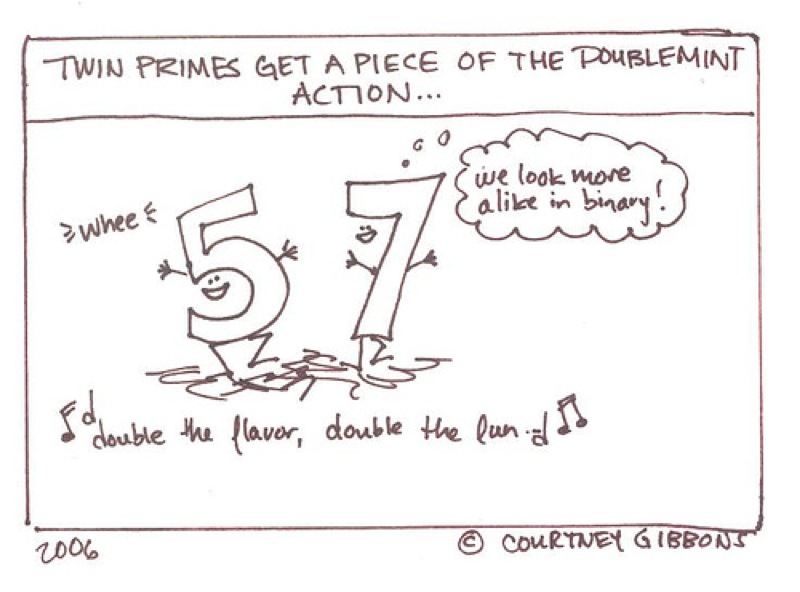 TWIN PRIMES GET A PIECE OF THE DOUBLEMINT
ACTION...
we look more
alike in binary!
whee
5 7
double the flavor, double the fun
2006 © COURTNEY GIBBONS